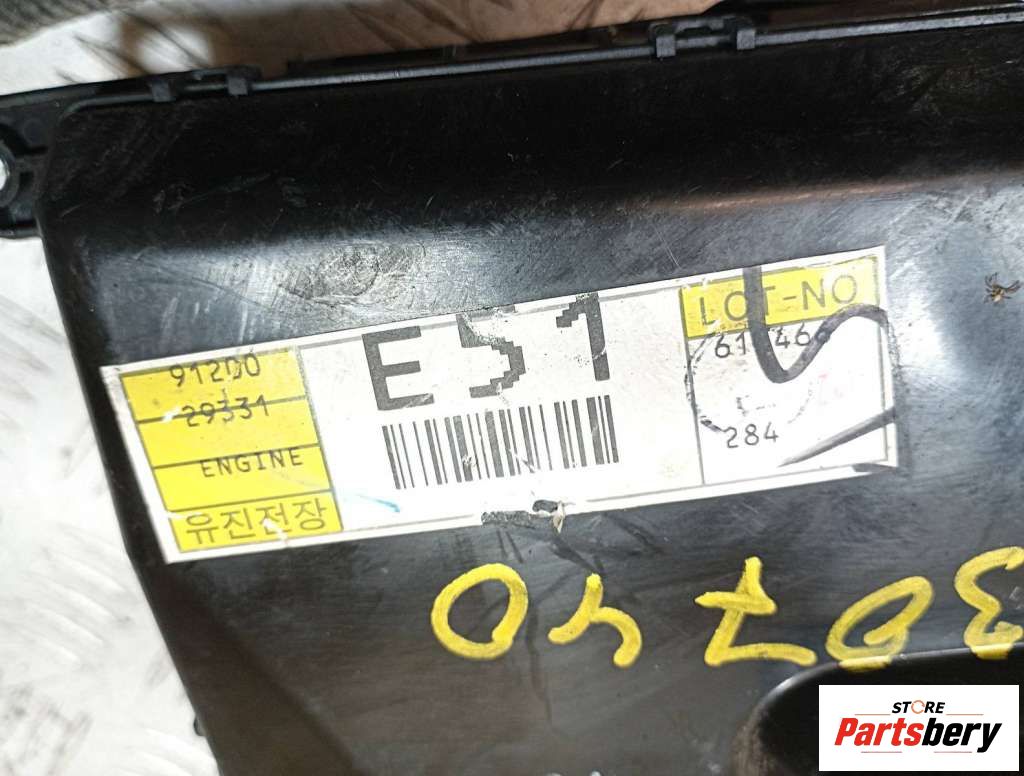 91200
29331
ENGINE
유진전장
E51
LOT-NO
284
STORE
Partsbery